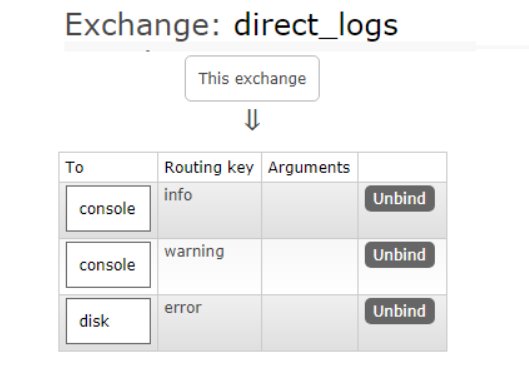 Exchange: direct_logs
This exchange
⇓
To Routing key Arguments
console info Unbind
console warning Unbind
disk error Unbind